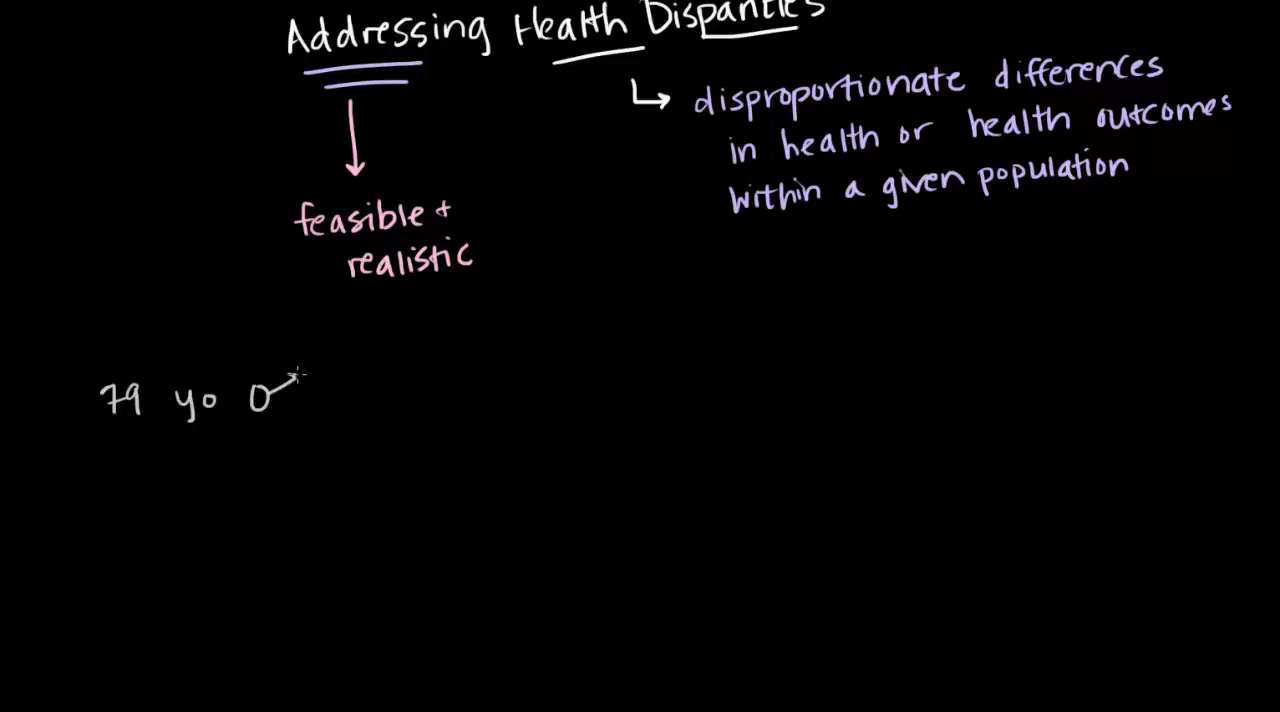 Addressing Health Disparities
↳ disproportionate differences
in health or health outcomes
within a given population
feasible +
realistic
79 yo ♂